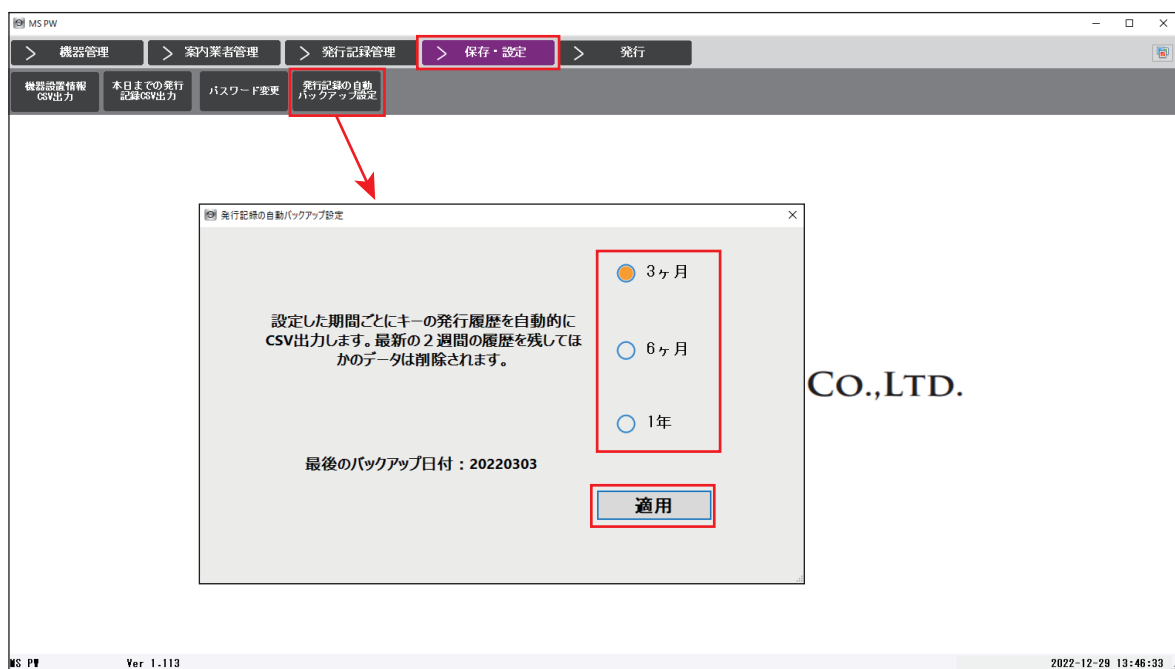 MS PW
機器管理
案内業者管理
発行記録管理
保存・設定
発行
機器設置情報
CSV出力
本日までの発行
記録CSV出力
パスワード変更
発行記録の自動
バックアップ設定
発行記録の自動バックアップ設定
3ヶ月
設定した期間ごとにキーの発行履歴を自動的に
CSV出力します。最新の２週間の履歴を残してほ
かのデータは削除されます。
6ヶ月
1年
CO.,LTD.
最後のバックアップ日付：20220303
適用
MS PW
Ver 1.113
2022-12-29 13:46:33